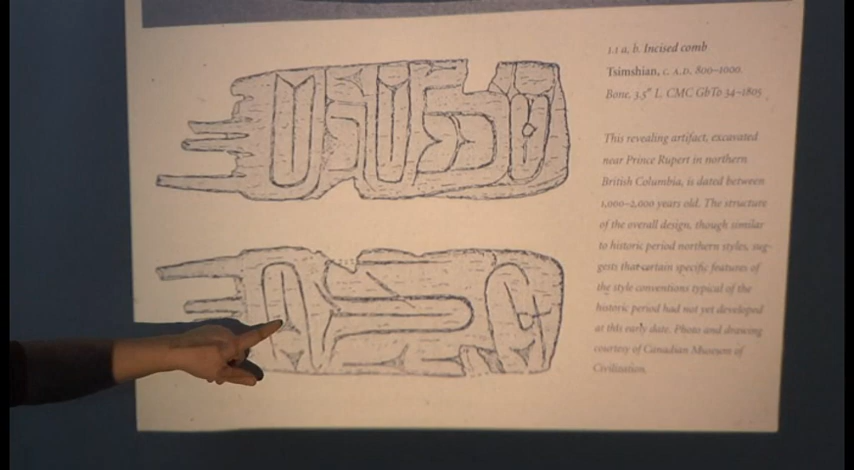 1.1 a, b. Incised comb
Tsimshian, c. A.D. 800–1000.
Bone, 3.5" L. CMC GbTo 34–1805
This revealing artifact, excavated
near Prince Rupert in northern
British Columbia, is dated between
1,000–2,000 years old. The structure
of the overall design, though similar
to historic period northern styles, sug-
gests that certain specific features of
the style conventions typical of the
historic period had not yet developed
at this early date. Photo and drawing
courtesy of Canadian Museum of
Civilization.